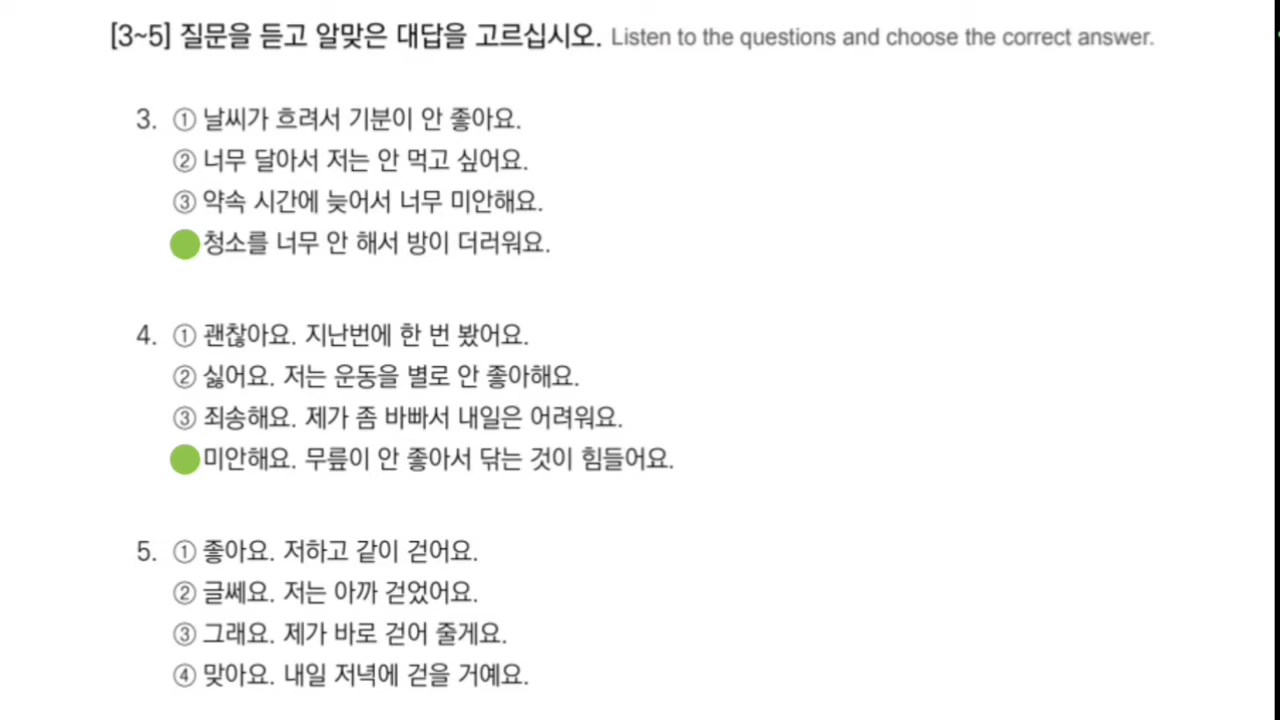 [3~5] 질문을 듣고 알맞은 대답을 고르십시오. Listen to the questions and choose the correct answer.
3. ① 날씨가 흐려서 기분이 안 좋아요.
② 너무 달아서 저는 안 먹고 싶어요.
③ 약속 시간에 늦어서 너무 미안해요.
청소를 너무 안 해서 방이 더러워요.
4. ① 괜찮아요. 지난번에 한 번 봤어요.
② 싫어요. 저는 운동을 별로 안 좋아해요.
③ 죄송해요. 제가 좀 바빠서 내일은 어려워요.
미안해요. 무릎이 안 좋아서 닦는 것이 힘들어요.
5. ① 좋아요. 저하고 같이 걷어요.
② 글쎄요. 저는 아까 걷었어요.
③ 그래요. 제가 바로 걷어 줄게요.
④ 맞아요. 내일 저녁에 걷을 거예요.